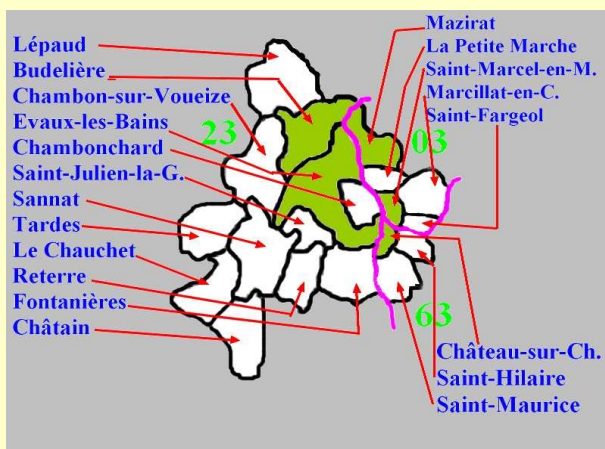 Lépaud
Budelière
Chambon-sur-Voueize
Evaux-les-Bains
Chambonchard
Saint-Julien-la-G.
Sannat
Tardes
Le Chauchet
Reterre
Fontanières
Châtain
23
Mazirat
La Petite Marche
Saint-Marcel-en-M.
Marcillat-en-C.
Saint-Fargeol
03
63
Château-sur-Ch.
Saint-Hilaire
Saint-Maurice